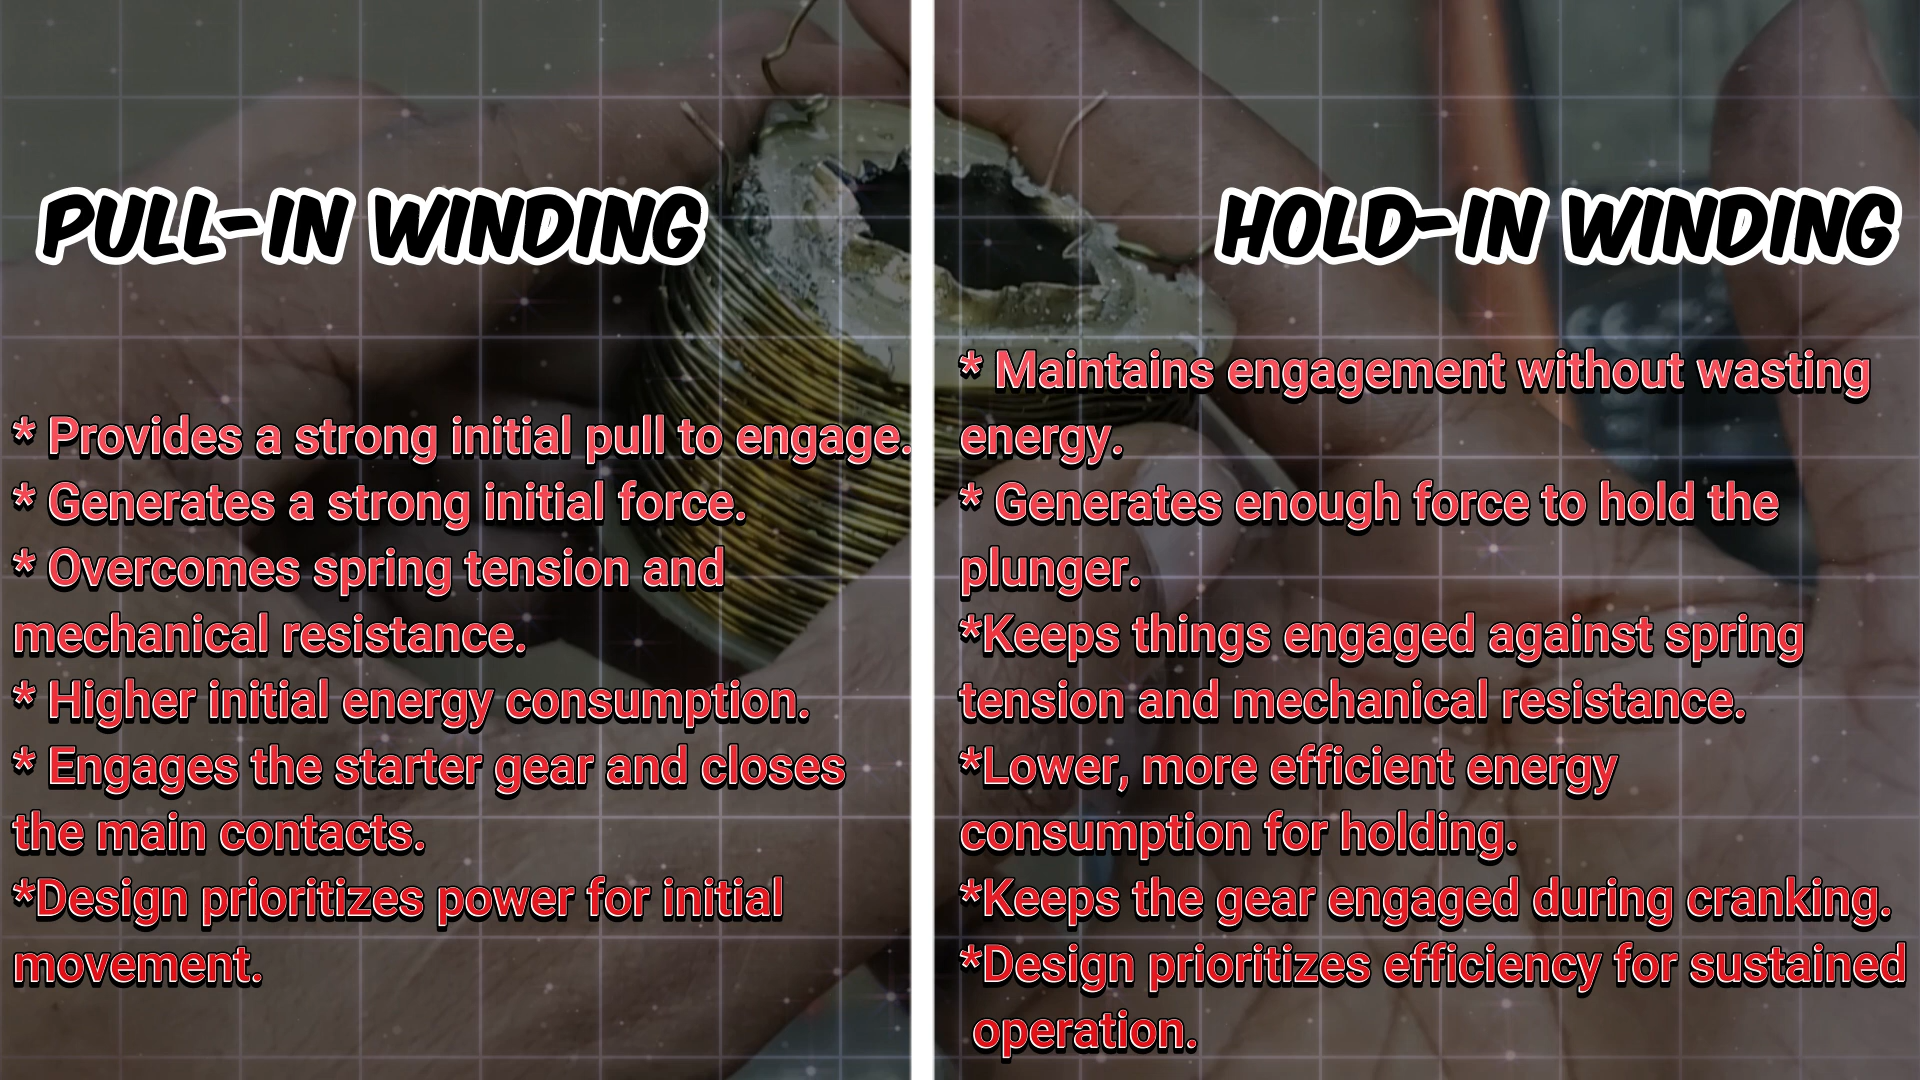 PULL-IN WINDING
* Provides a strong initial pull to engage.
* Generates a strong initial force.
* Overcomes spring tension and
mechanical resistance.
* Higher initial energy consumption.
* Engages the starter gear and closes
the main contacts.
*Design prioritizes power for initial
movement.
HOLD-IN WINDING
* Maintains engagement without wasting
energy.
* Generates enough force to hold the
plunger.
*Keeps things engaged against spring
tension and mechanical resistance.
*Lower, more efficient energy
consumption for holding.
*Keeps the gear engaged during cranking.
*Design prioritizes efficiency for sustained
operation.